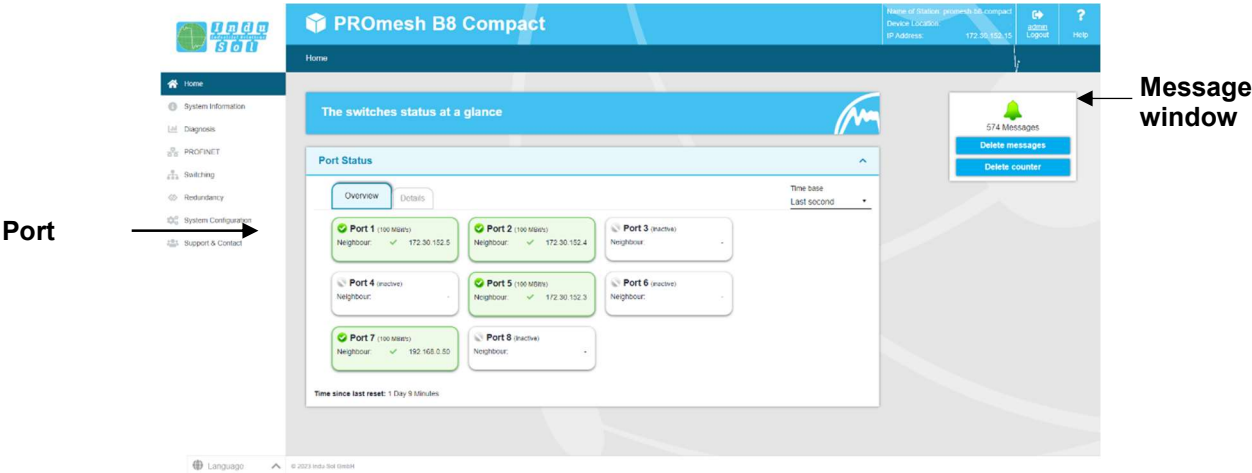 Indu
Sol
PROmesh B8 Compact
Name of Station: promesh-b8-compact
Device Location:
IP Address: 172.30.152.15
admin
Logout
?
Help
Home
Home
System Information
Diagnosis
PROFINET
Switching
Redundancy
System Configuration
Support & Contact
Port
The switches status at a glance
574 Messages
Delete messages
Delete counter
Message
window
Port Status
Overview
Details
Time base
Last second
Port 1 (100 MBit/s)
Neighbour: 172.30.152.5
Port 2 (100 MBit/s)
Neighbour: 172.30.152.4
Port 3 (inactive)
Neighbour: -
Port 4 (inactive)
Neighbour: -
Port 5 (100 MBit/s)
Neighbour: 172.30.152.3
Port 6 (inactive)
Neighbour: -
Port 7 (100 MBit/s)
Neighbour: 192.168.0.50
Port 8 (inactive)
Neighbour: -
Time since last reset: 1 Day 9 Minutes
Language
© 2023 Indu-Sol GmbH